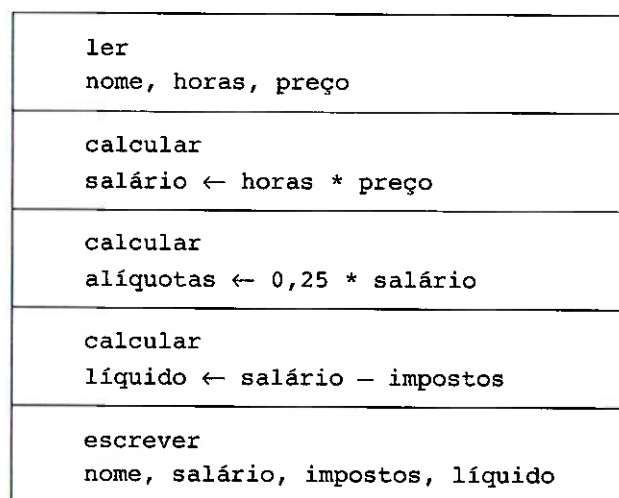 ler
nome, horas, preço
calcular
salário ← horas * preço
calcular
alíquotas ← 0,25 * salário
calcular
líquido ← salário — impostos
escrever
nome, salário, impostos, líquido